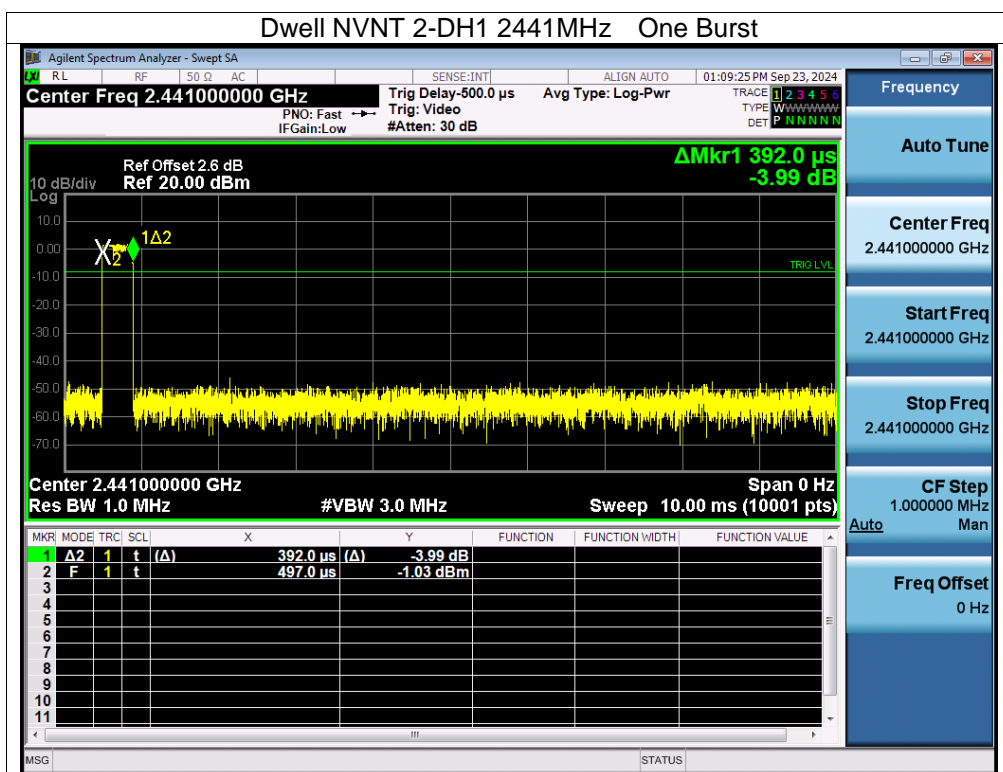 Dwell NVNT 2-DH1 2441MHz One Burst
Agilent Spectrum Analyzer - Swept SA
LXI RL RF 50 Ω AC SENSE:INT ALIGN AUTO 01:09:25 PM Sep 23, 2024
Center Freq 2.441000000 GHz Trig Delay-500.0 µs Avg Type: Log-Pwr TRACE 1 2 3 4 5 6
PNO: Fast Trig: Video TYPE WWWWWWW
IFGain:Low #Atten: 30 dB DET P N N N N N
Frequency
Auto Tune
Center Freq
2.441000000 GHz
Start Freq
2.441000000 GHz
Stop Freq
2.441000000 GHz
CF Step
1.000000 MHz
Auto Man
Freq Offset
0 Hz
ΔMkr1 392.0 µs
-3.99 dB
Ref Offset 2.6 dB
10 dB/div Ref 20.00 dBm
Log
10.0
0.00
-10.0
-20.0
-30.0
-40.0
-50.0
-60.0
-70.0
1Δ2
2
TRIG LVL
Center 2.441000000 GHz Span 0 Hz
Res BW 1.0 MHz #VBW 3.0 MHz Sweep 10.00 ms (10001 pts)
MKR MODE TRC SCL X Y FUNCTION FUNCTION WIDTH FUNCTION VALUE
1 Δ2 1 t (Δ) 392.0 µs (Δ) -3.99 dB
2 F 1 t 497.0 µs -1.03 dBm
3
4
5
6
7
8
9
10
11
MSG STATUS